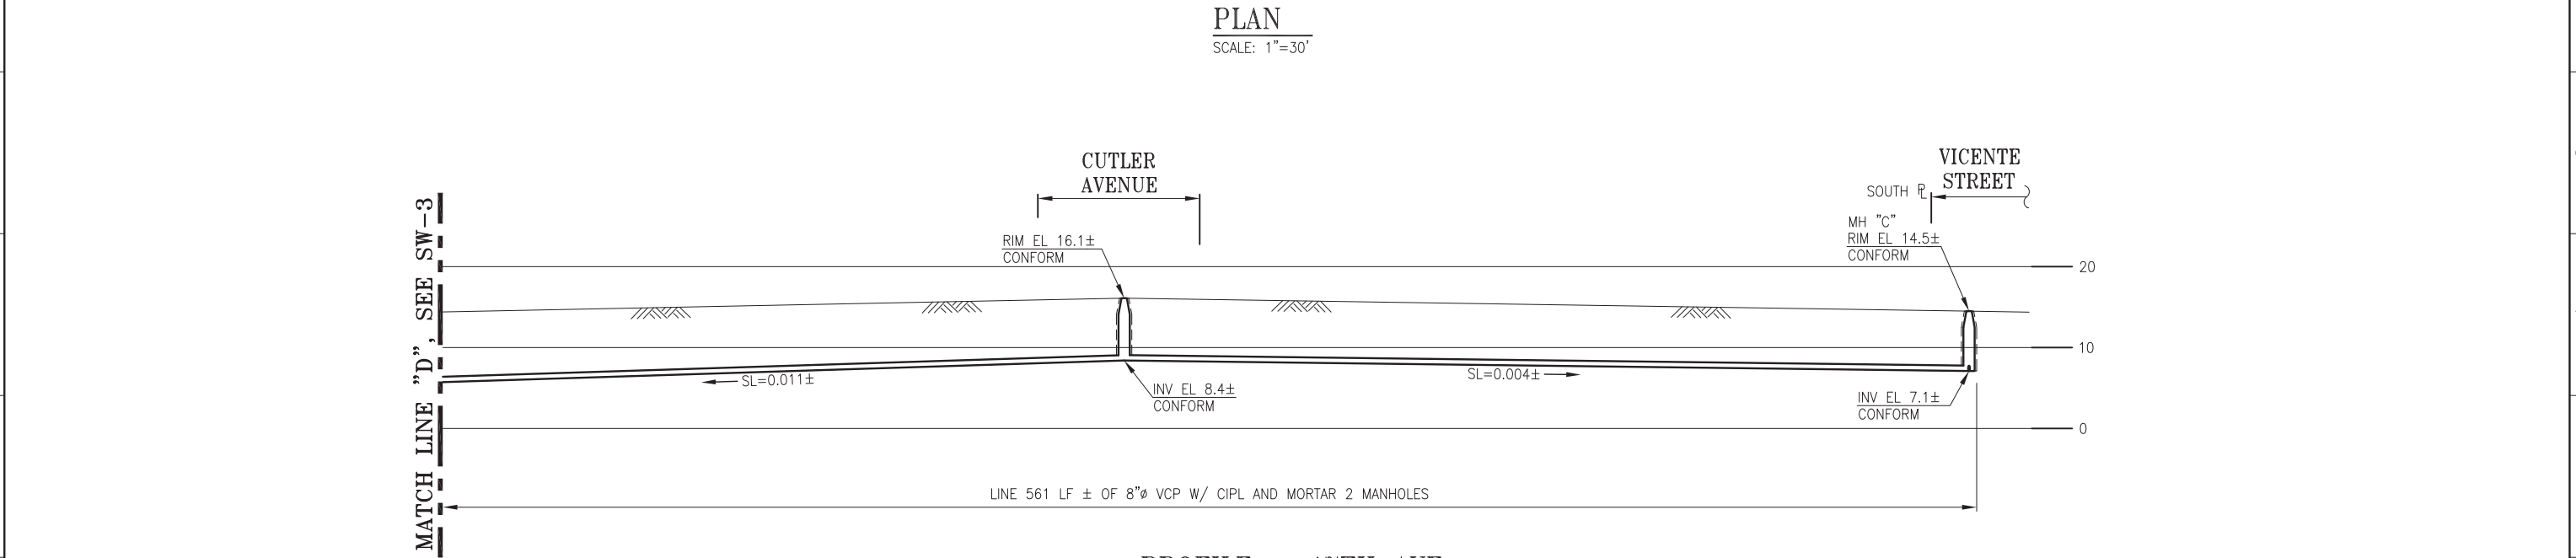 PLAN
SCALE: 1"=30'
CUTLER
AVENUE
VICENTE
STREET
SOUTH PL
MH "C"
RIM EL 14.5±
CONFORM
RIM EL 16.1±
CONFORM
20
10
0
SL=0.011±
SL=0.004±
INV EL 8.4±
CONFORM
INV EL 7.1±
CONFORM
LINE 561 LF ± OF 8"ø VCP W/ CIPL AND MORTAR 2 MANHOLES
MATCH LINE "D", SEE SW-3